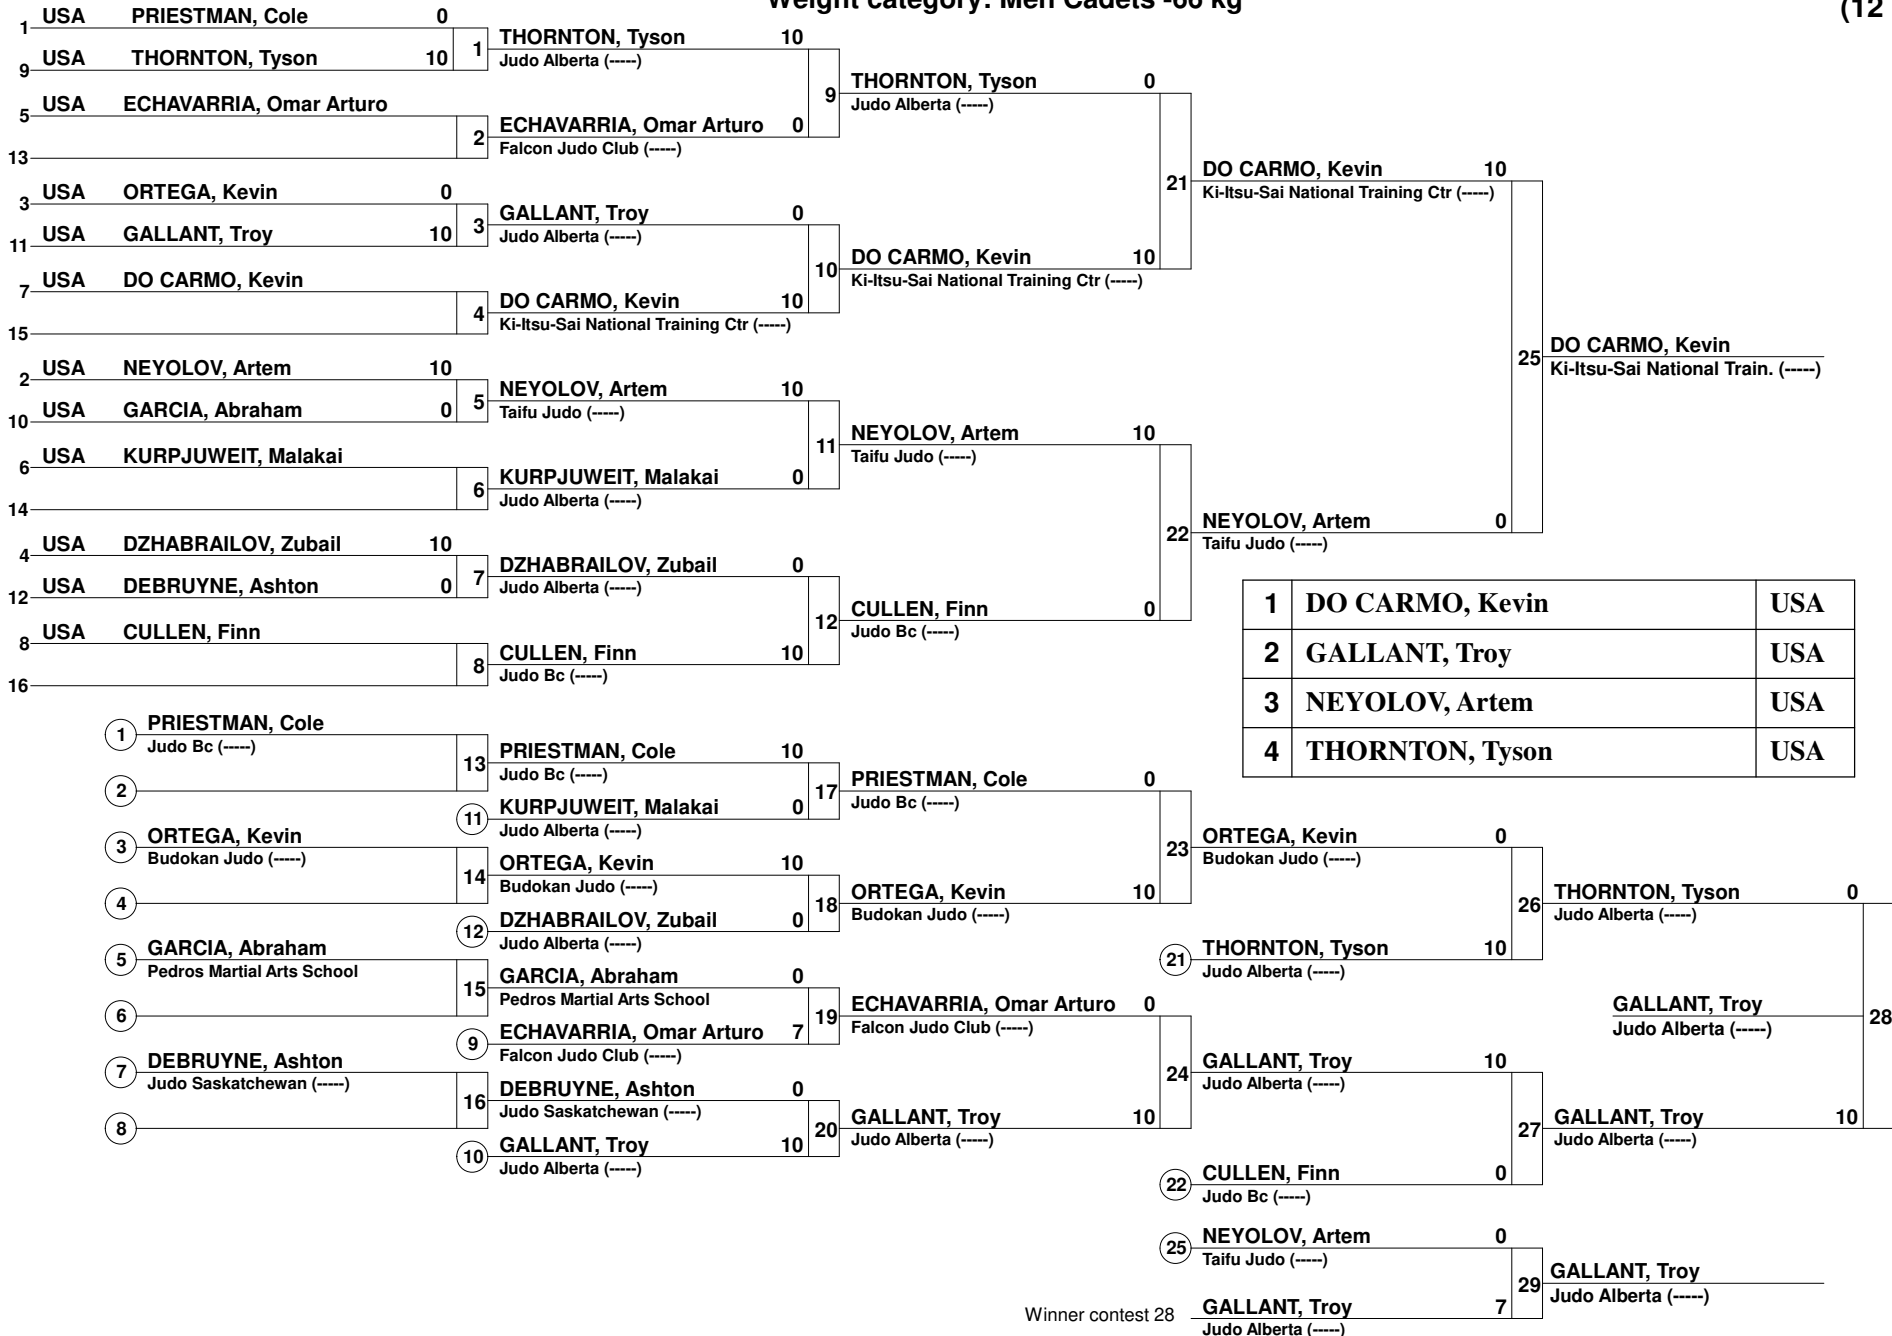 Weight category: Men Cadets -66 kg
(12
1 USA PRIESTMAN, Cole 0
9 USA THORNTON, Tyson 10
1
5 USA ECHAVARRIA, Omar Arturo
13
2
3 USA ORTEGA, Kevin 0
11 USA GALLANT, Troy 10
3
7 USA DO CARMO, Kevin
15
4
2 USA NEYOLOV, Artem 10
10 USA GARCIA, Abraham 0
5
6 USA KURPJUWEIT, Malakai
14
6
4 USA DZHABRAILOV, Zubail 10
12 USA DEBRUYNE, Ashton 0
7
8 USA CULLEN, Finn
16
8
THORNTON, Tyson 10
Judo Alberta (-----)
9
ECHAVARRIA, Omar Arturo 0
Falcon Judo Club (-----)
GALLANT, Troy 0
Judo Alberta (-----)
10
DO CARMO, Kevin 10
Ki-Itsu-Sai National Training Ctr (-----)
NEYOLOV, Artem 10
Taifu Judo (-----)
11
KURPJUWEIT, Malakai 0
Judo Alberta (-----)
DZHABRAILOV, Zubail 0
Judo Alberta (-----)
12
CULLEN, Finn 10
Judo Bc (-----)
THORNTON, Tyson 0
Judo Alberta (-----)
21
DO CARMO, Kevin 10
Ki-Itsu-Sai National Training Ctr (-----)
NEYOLOV, Artem 10
Taifu Judo (-----)
22
CULLEN, Finn 0
Judo Bc (-----)
DO CARMO, Kevin 10
Ki-Itsu-Sai National Training Ctr (-----)
25
NEYOLOV, Artem 0
Taifu Judo (-----)
DO CARMO, Kevin
Ki-Itsu-Sai National Train. (-----)
1 DO CARMO, Kevin USA
2 GALLANT, Troy USA
3 NEYOLOV, Artem USA
4 THORNTON, Tyson USA
1 PRIESTMAN, Cole
Judo Bc (-----)
13
2
3 ORTEGA, Kevin
Budokan Judo (-----)
14
4
5 GARCIA, Abraham
Pedros Martial Arts School
15
6
7 DEBRUYNE, Ashton
Judo Saskatchewan (-----)
16
8
PRIESTMAN, Cole 10
Judo Bc (-----)
17
11 KURPJUWEIT, Malakai 0
Judo Alberta (-----)
ORTEGA, Kevin 10
Budokan Judo (-----)
18
12 DZHABRAILOV, Zubail 0
Judo Alberta (-----)
GARCIA, Abraham 0
Pedros Martial Arts School
19
9 ECHAVARRIA, Omar Arturo 7
Falcon Judo Club (-----)
DEBRUYNE, Ashton 0
Judo Saskatchewan (-----)
20
10 GALLANT, Troy 10
Judo Alberta (-----)
PRIESTMAN, Cole 0
Judo Bc (-----)
23
ORTEGA, Kevin 10
Budokan Judo (-----)
ECHAVARRIA, Omar Arturo 0
Falcon Judo Club (-----)
24
GALLANT, Troy 10
Judo Alberta (-----)
ORTEGA, Kevin 0
Budokan Judo (-----)
26
21 THORNTON, Tyson 10
Judo Alberta (-----)
GALLANT, Troy 10
Judo Alberta (-----)
27
22 CULLEN, Finn 0
Judo Bc (-----)
THORNTON, Tyson 0
Judo Alberta (-----)
GALLANT, Troy
Judo Alberta (-----)
28
GALLANT, Troy 10
Judo Alberta (-----)
25 NEYOLOV, Artem 0
Taifu Judo (-----)
29
Winner contest 28 GALLANT, Troy 7
Judo Alberta (-----)
GALLANT, Troy
Judo Alberta (-----)